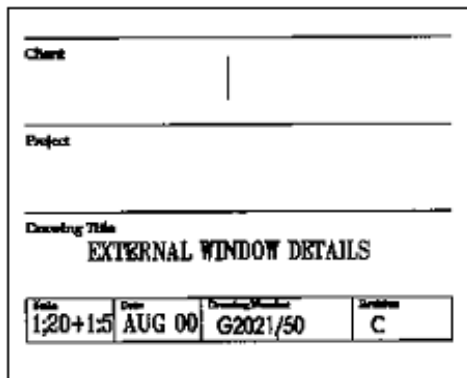 Client
Project
Drawing Title
EXTERNAL WINDOW DETAILS
Scale Date Drawing Number Revision
1:20+1:5 AUG 00 G2021/50 C